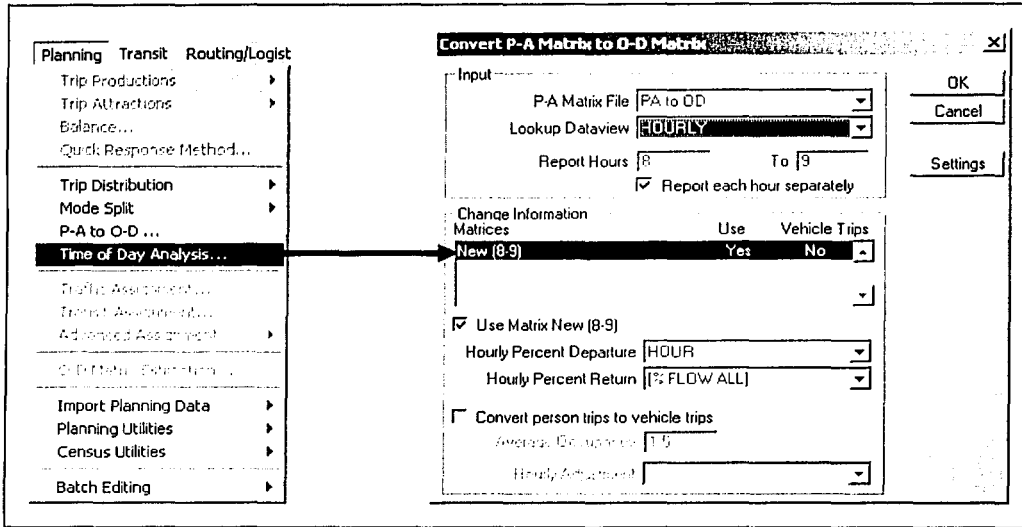 Planning Transit Routing/Logist
Trip Productions
Trip Attractions
Balance...
Quick Response Method...
Trip Distribution
Mode Split
P-A to O-D ...
Time of Day Analysis...
Traffic Assignment...
Transit Assignment...
Advanced Assignment
O-D Matrix Estimation...
Import Planning Data
Planning Utilities
Census Utilities
Batch Editing
Convert P-A Matrix to O-D Matrix
Input
P-A Matrix File PA to OD
Lookup Dataview HOURLY
Report Hours 8 To 9
Report each hour separately
Change Information
Matrices Use Vehicle Trips
New (8-9) Yes No
Use Matrix New (8-9)
Hourly Percent Departure HOUR
Hourly Percent Return [% FLOW ALL]
Convert person trips to vehicle trips
Average Occupancy 1.5
Hourly Adjustment
OK
Cancel
Settings